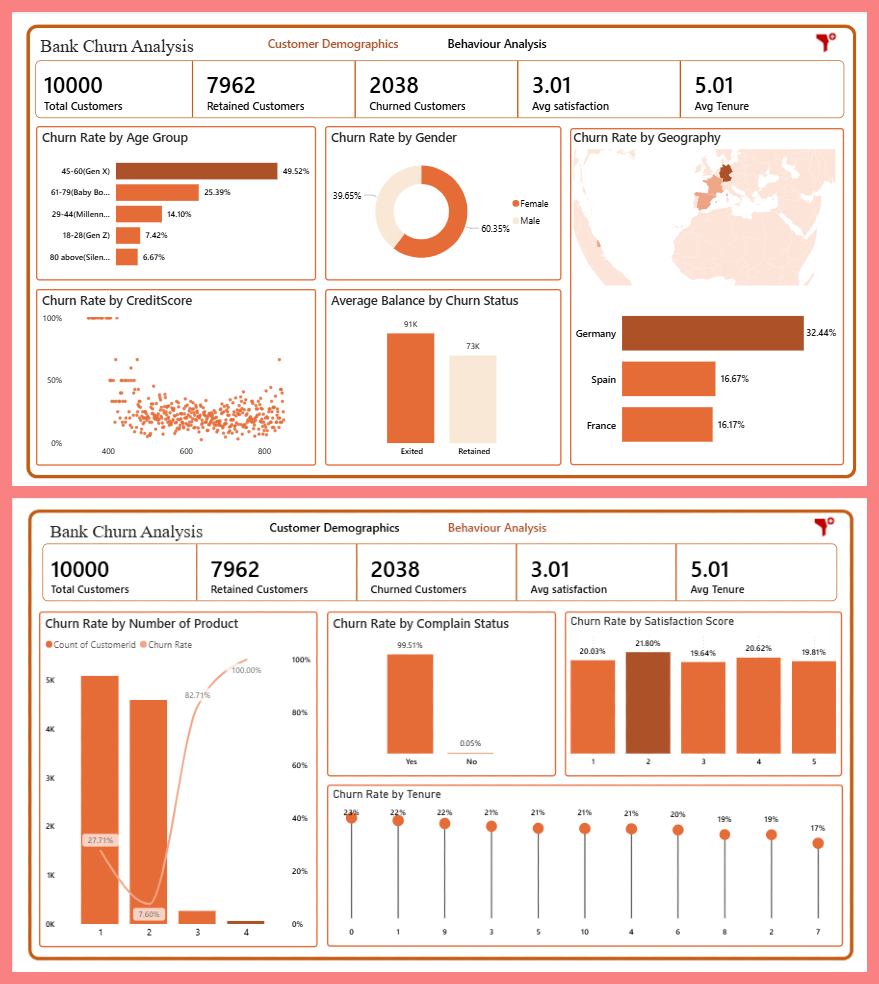 Bank Churn Analysis
Customer Demographics
Behaviour Analysis
10000
Total Customers
7962
Retained Customers
2038
Churned Customers
3.01
Avg satisfaction
5.01
Avg Tenure
Churn Rate by Age Group
45-60(Gen X)
49.52%
61-79(Baby Bo...
25.39%
29-44(Millenn...
14.10%
18-28(Gen Z)
7.42%
80 above(Silen...
6.67%
Churn Rate by Gender
39.65%
60.35%
Female
Male
Churn Rate by Geography
Germany
32.44%
Spain
16.67%
France
16.17%
Churn Rate by CreditScore
100%
50%
0%
400
600
800
Average Balance by Churn Status
91K
73K
Exited
Retained
Bank Churn Analysis
Customer Demographics
Behaviour Analysis
10000
Total Customers
7962
Retained Customers
2038
Churned Customers
3.01
Avg satisfaction
5.01
Avg Tenure
Churn Rate by Number of Product
Count of CustomerId
Churn Rate
5K
4K
3K
2K
1K
0K
100%
80%
60%
40%
20%
0%
27.71%
7.60%
82.71%
100.00%
1
2
3
4
Churn Rate by Complain Status
99.51%
0.05%
Yes
No
Churn Rate by Satisfaction Score
20.03%
21.80%
19.64%
20.62%
19.81%
1
2
3
4
5
Churn Rate by Tenure
23%
22%
22%
21%
21%
21%
21%
20%
19%
19%
17%
0
1
9
3
5
10
4
6
8
2
7